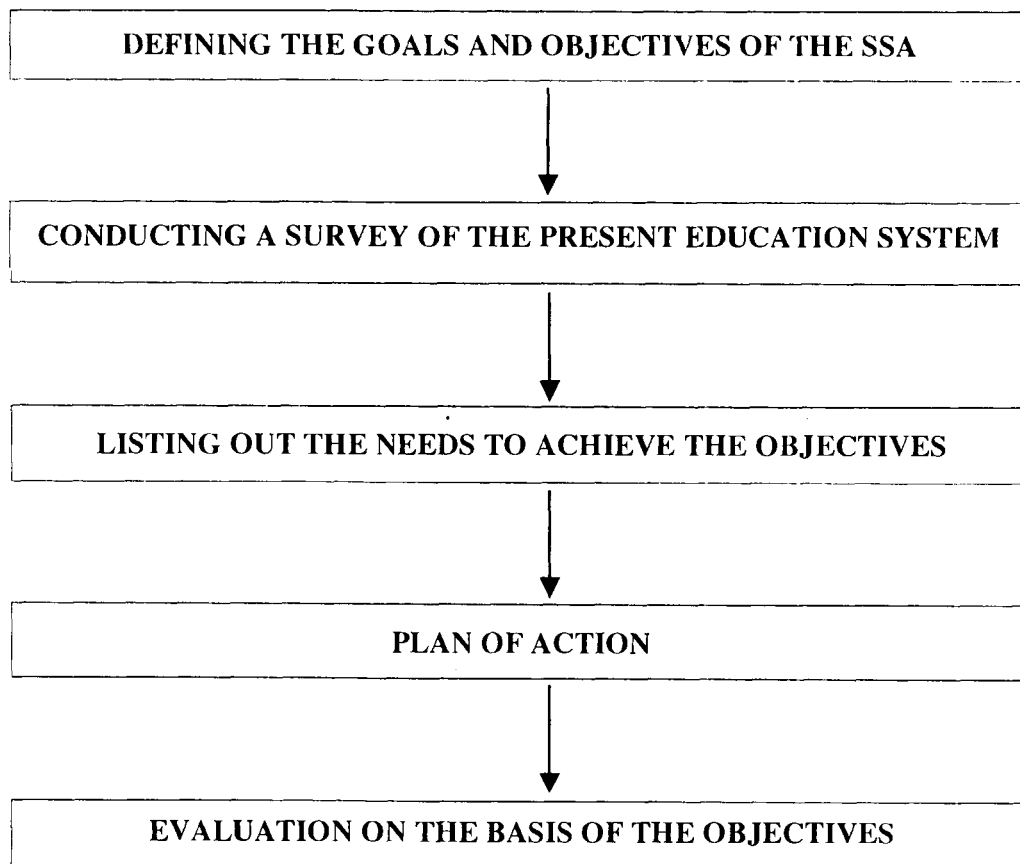 DEFINING THE GOALS AND OBJECTIVES OF THE SSA
CONDUCTING A SURVEY OF THE PRESENT EDUCATION SYSTEM
LISTING OUT THE NEEDS TO ACHIEVE THE OBJECTIVES
PLAN OF ACTION
EVALUATION ON THE BASIS OF THE OBJECTIVES